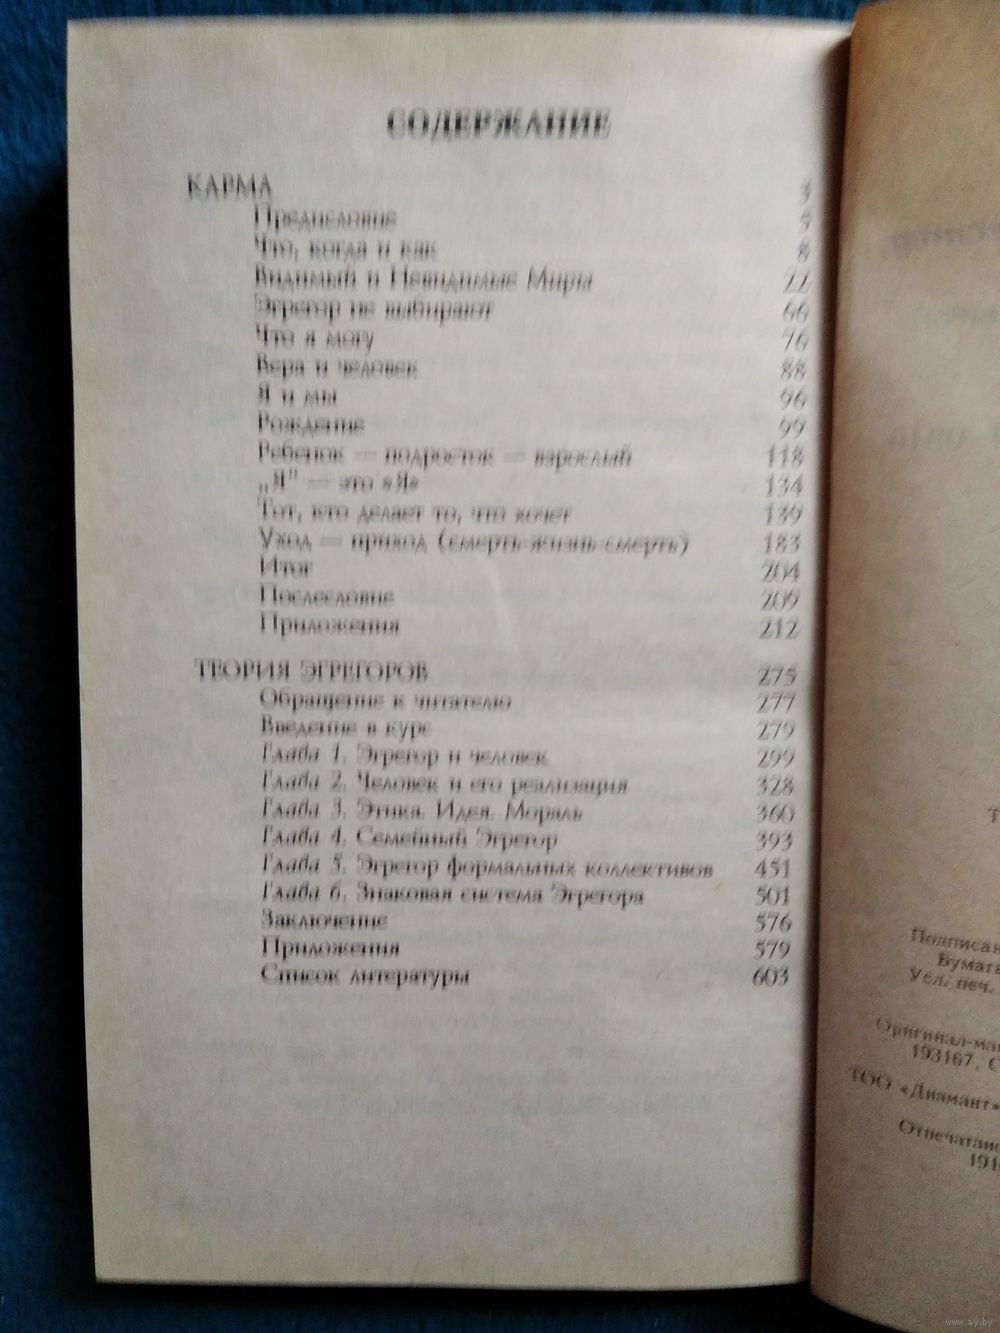 СОДЕРЖАНИЕ
КАРМА 3
Предисловие 5
Что, когда и как 8
Видимый и Невидимые Миры 22
Эгрегор не выбирают 66
Что я могу 76
Вера и человек 88
Я и мы 96
Рождение 99
Ребенок — подросток — взрослый 118
„Я" — это «Я» 134
Тот, кто делает то, что хочет 139
Уход — приход (смерть-жизнь-смерть) 183
Итог 204
Послесловие 209
Приложения 212
ТЕОРИЯ ЭГРЕГОРОВ 275
Обращение к читателю 277
Введение в курс 279
Глава 1. Эгрегор и человек 299
Глава 2. Человек и его реализация 328
Глава 3. Этика. Идея. Мораль 360
Глава 4. Семейный Эгрегор 393
Глава 5. Эгрегор формальных коллективов 451
Глава 6. Знаковая система Эгрегора 501
Заключение 576
Приложения 579
Список литературы 603
Т
Подписан
Бумага
Усл. печ.
Оригинал-мак
193167, С
ТОО «Диамант»
Отпечатано
191
www.ay.by